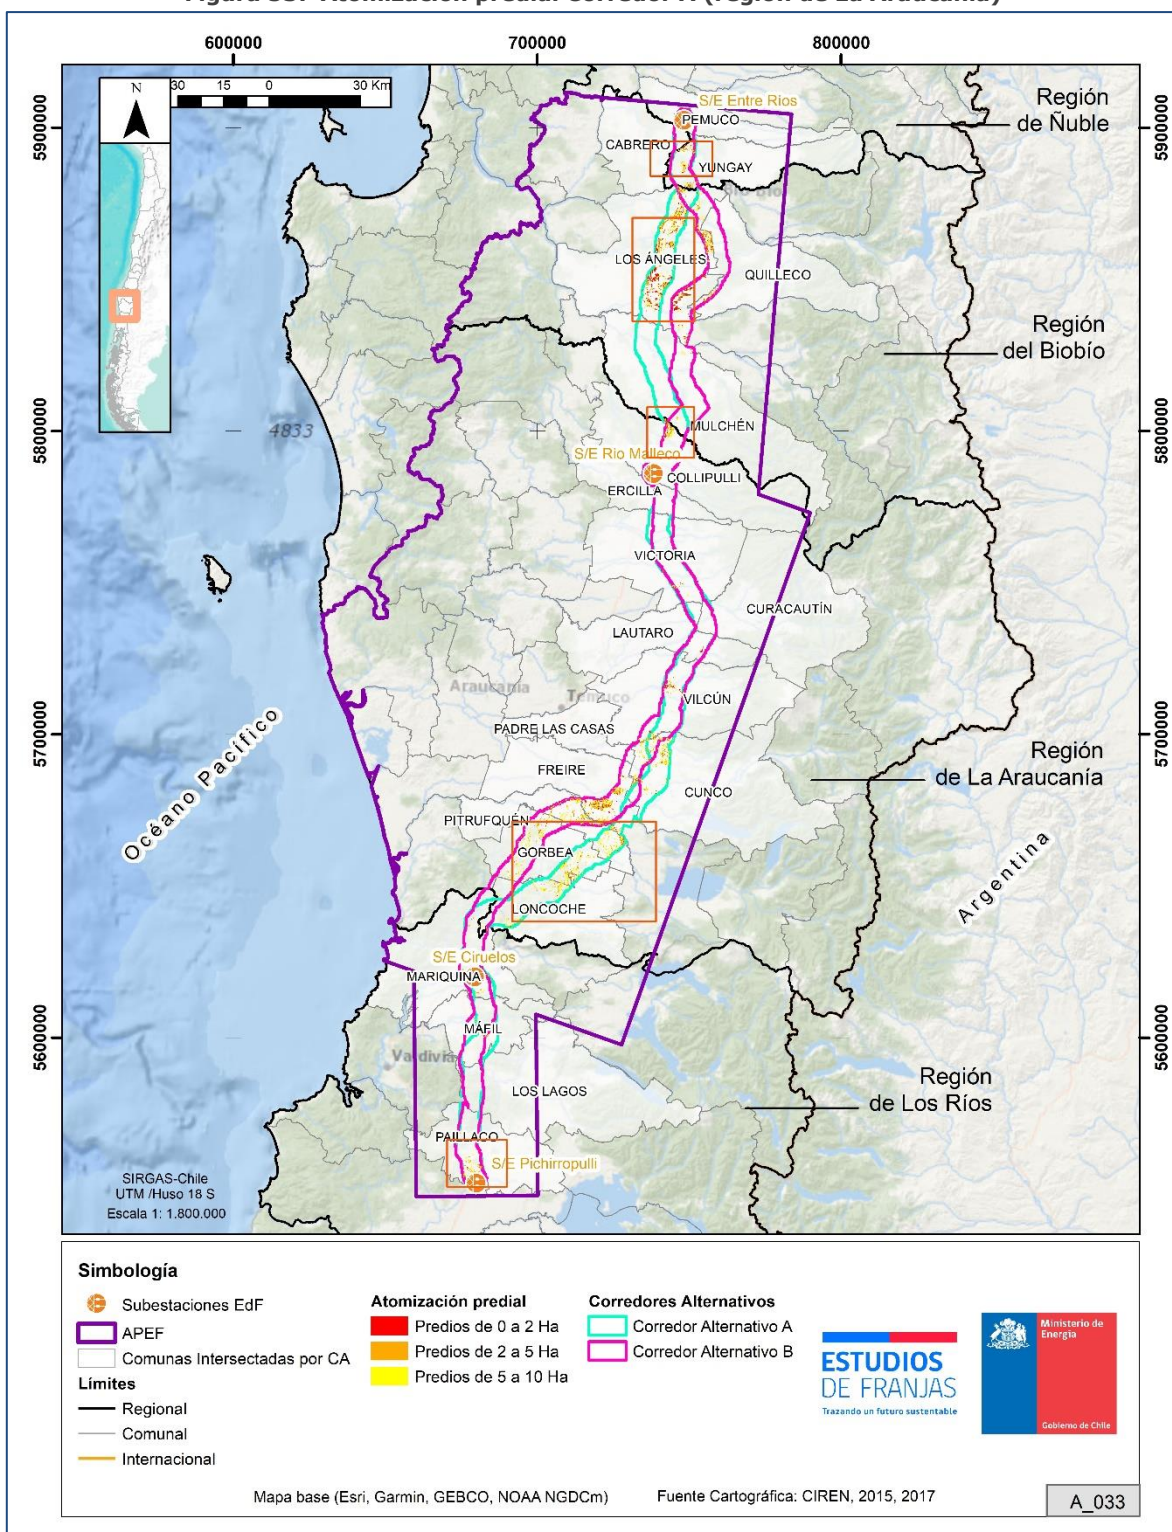 600000
700000
800000
5900000
5900000
5800000
5800000
5700000
5700000
5600000
5600000
N
30 15 0 30 Km
S/E Entre Ríos
PEMUCO
CABRERO
YUNGAY
Región
de Ñuble
LOS ÁNGELES
QUILLECO
Región
del Biobío
4833
MULCHÉN
S/E Rio Malleco
COLLIPULLI
ERCILLA
VICTORIA
CURACAUTÍN
LAUTARO
Araucanía
Temuco
VILCÚN
PADRE LAS CASAS
FREIRE
CUNCO
Región
de La Araucanía
Océano Pacífico
PITRUFQUÉN
GORBEA
LONCOCHE
Argentina
S/E Ciruelos
MARIQUINA
MÁFIL
Valdivia
LOS LAGOS
Región
de Los Ríos
PAILLACO
S/E Pichirropulli
SIRGAS-Chile
UTM /Huso 18 S
Escala 1: 1.800.000
Simbología
Subestaciones EdF
APEF
Comunas Intersectadas por CA
Límites
Regional
Comunal
Internacional
Atomización predial
Predios de 0 a 2 Ha
Predios de 2 a 5 Ha
Predios de 5 a 10 Ha
Corredores Alternativos
Corredor Alternativo A
Corredor Alternativo B
ESTUDIOS
DE FRANJAS
Trazando un futuro sustentable
Ministerio de
Energía
Gobierno de Chile
Mapa base (Esri, Garmin, GEBCO, NOAA NGDCm)
Fuente Cartográfica: CIREN, 2015, 2017
A_033